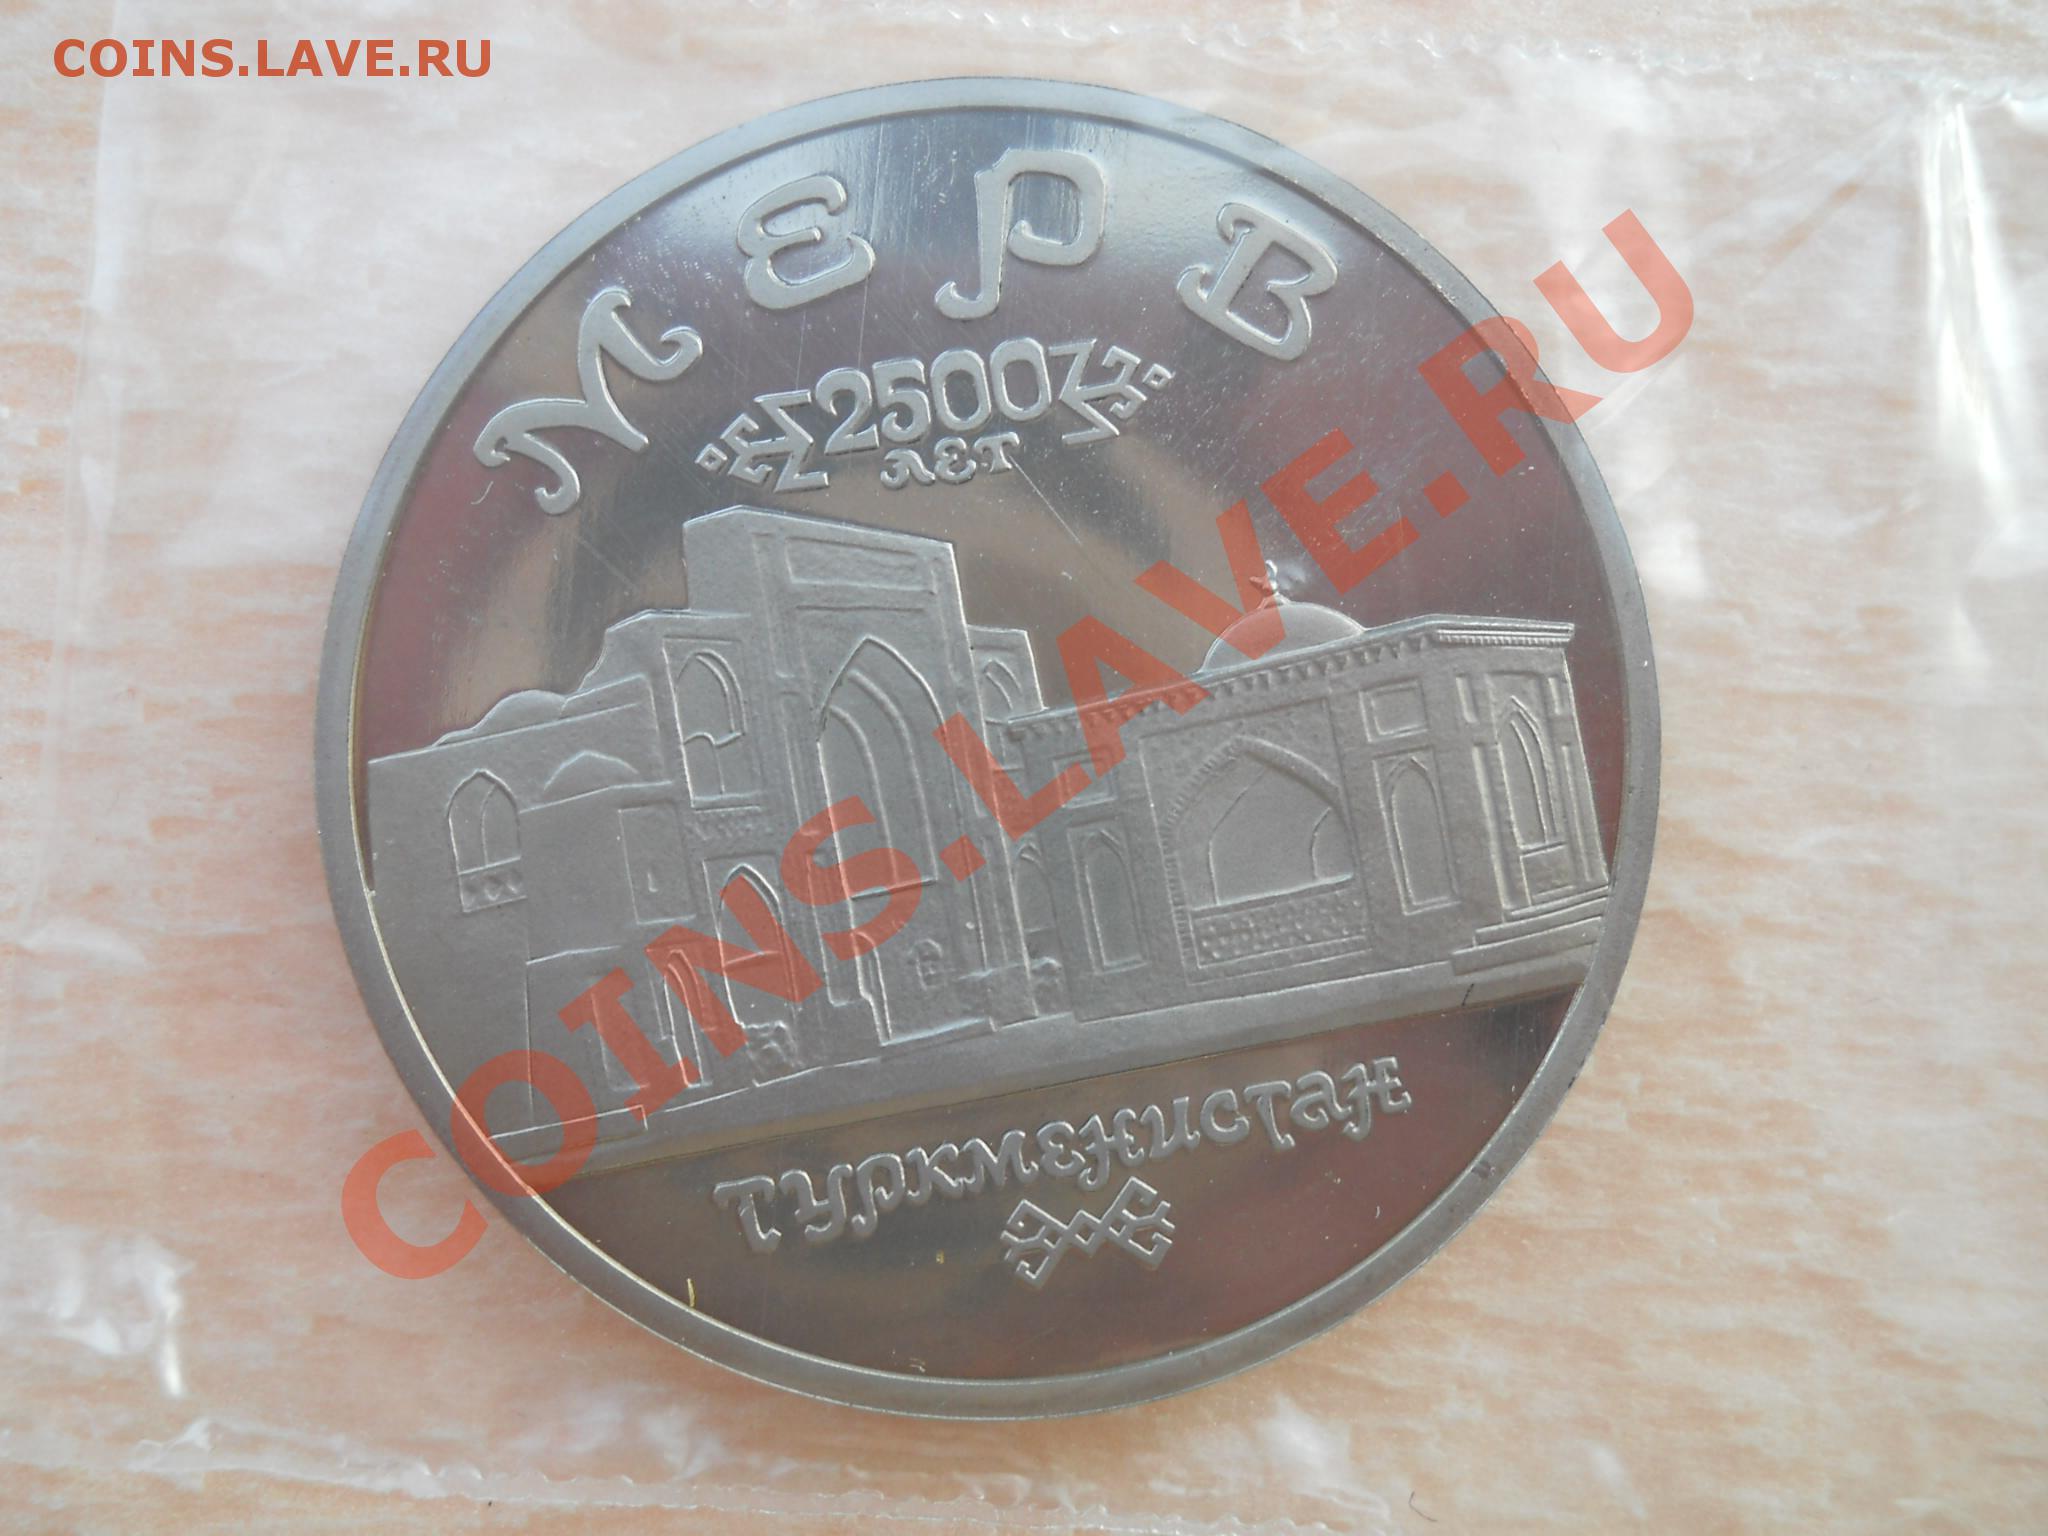 COINS.LAVE.RU
МЕРВ
2500
ЛЕТ
COINS.LAVE.RU
ТУРКМЕНИСТАН